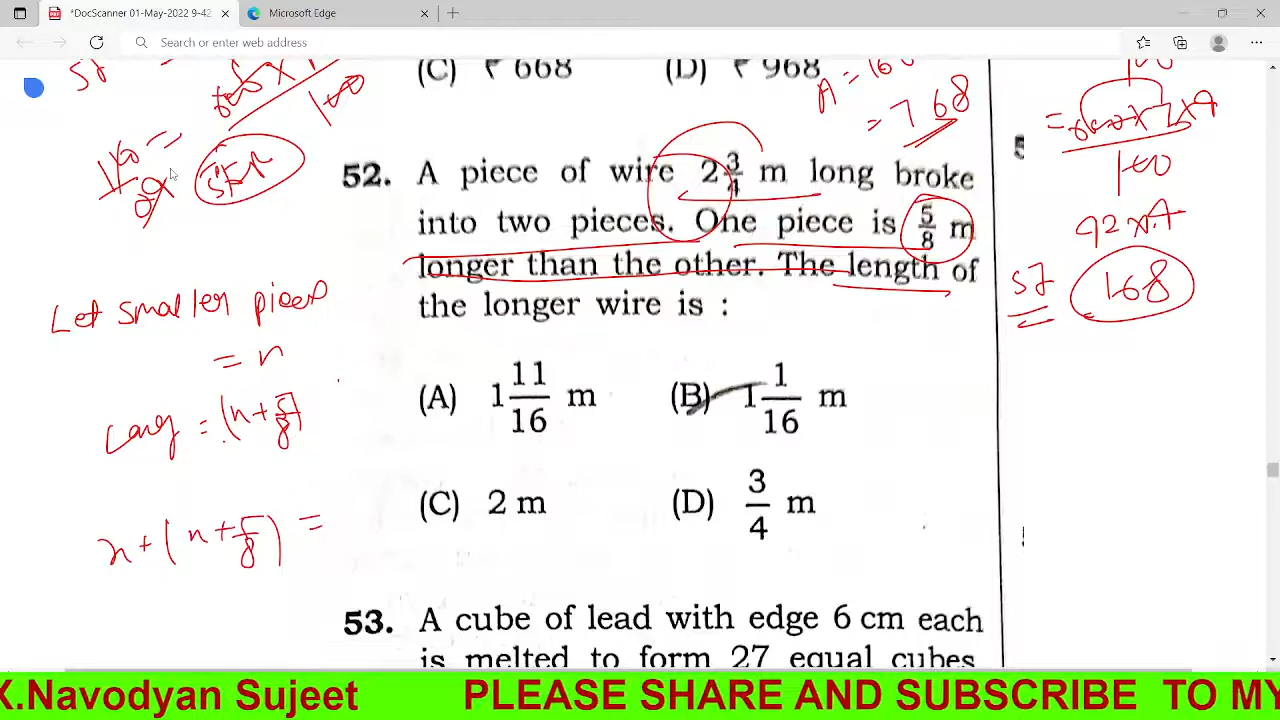 *DocScanner 01-May-2022 9-42
Microsoft Edge
Search or enter web address
(C) ₹ 668 (D) ₹ 968
= 768
52. A piece of wire 2 3/4 m long broke
into two pieces. One piece is 5/8 m
longer than the other. The length of
the longer wire is :
(A) 1 11/16 m (B) 1 1/16 m
(C) 2 m (D) 3/4 m
53. A cube of lead with edge 6 cm each
is melted to form 27 equal cubes
Let smaller pieces
= n
Long = (n + 5/8)
n + (n + 5/8) =
100
SI 168
K.Navodyan Sujeet PLEASE SHARE AND SUBSCRIBE TO MY